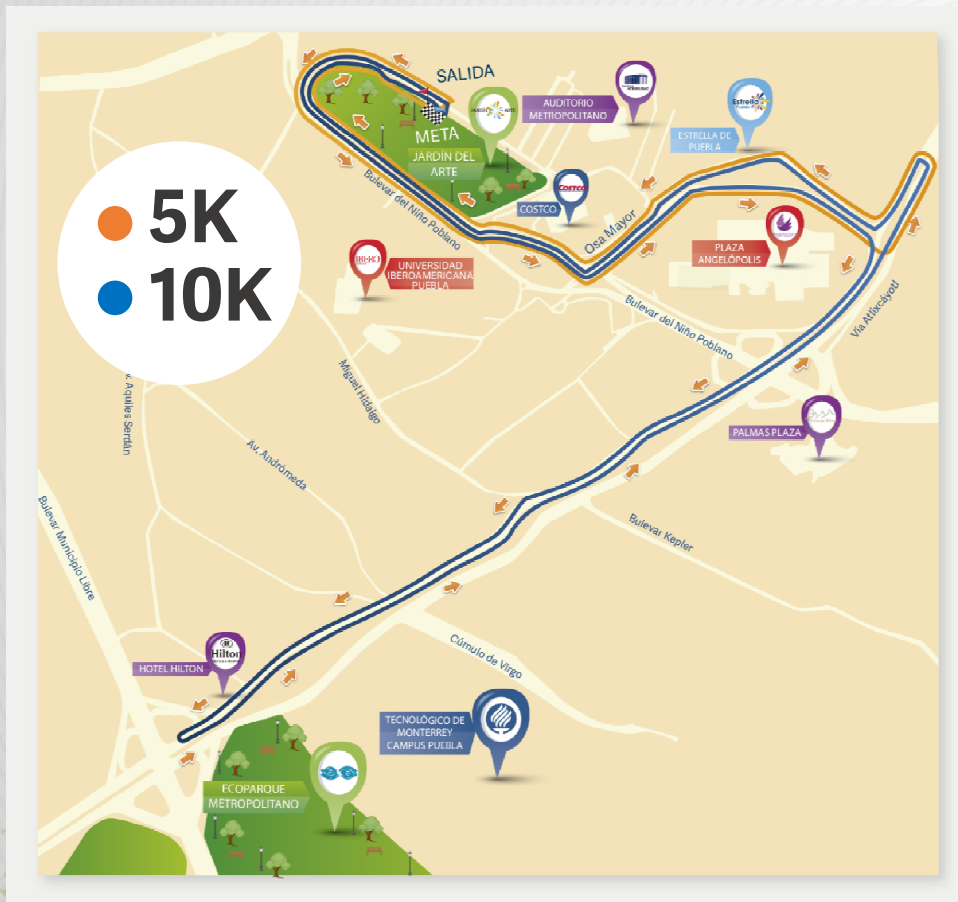 SALIDA
META
JARDÍN DEL
ARTE
AUDITORIO
METROPOLITANO
Estrella
ESTRELLA DE
PUEBLA
5K
10K
Bulevar del Niño Poblano
COSTCO
COSTCO
Osa Mayor
PLAZA
ANGELÓPOLIS
UNIVERSIDAD
IBEROAMERICANA
PUEBLA
Bulevar del Niño Poblano
Vía Atlixcáyotl
Miguel Hidalgo
Aquiles Serdán
PALMAS PLAZA
Av. Andrómeda
Bulevar Municipio Libre
Bulevar Kepler
Cúmulo de Virgo
Hilton
HOTEL HILTON
TECNOLÓGICO DE
MONTERREY
CAMPUS PUEBLA
ECOPARQUE
METROPOLITANO